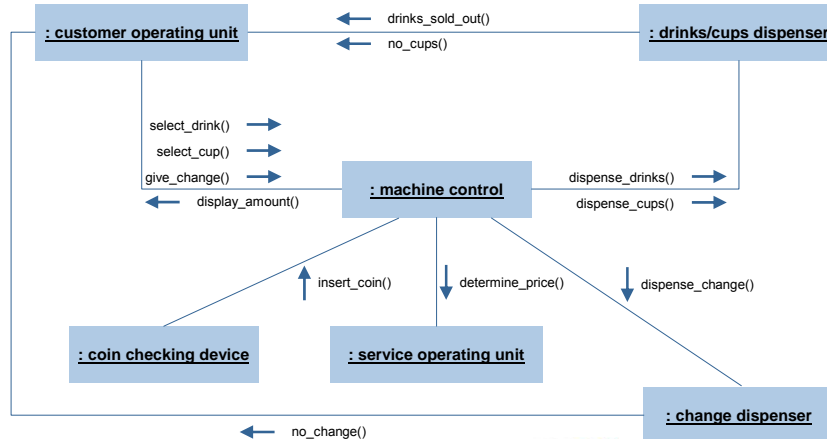 drinks_sold_out()
: customer operating unit
: drinks/cups dispenser
no_cups()
select_drink()
select_cup()
give_change()
display_amount()
: machine control
dispense_drinks()
dispense_cups()
insert_coin()
determine_price()
dispense_change()
: coin checking device
: service operating unit
: change dispenser
no_change()